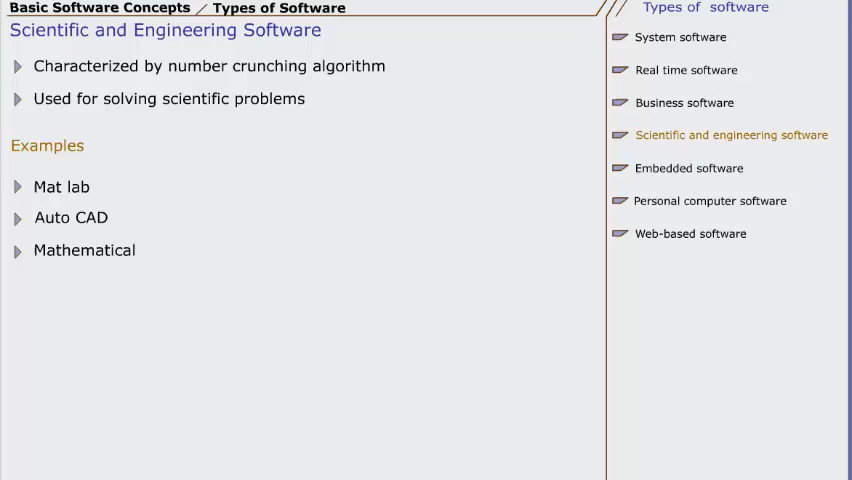 Basic Software Concepts / Types of Software
Scientific and Engineering Software
Characterized by number crunching algorithm
Used for solving scientific problems
Examples
Mat lab
Auto CAD
Mathematical
Types of software
System software
Real time software
Business software
Scientific and engineering software
Embedded software
Personal computer software
Web-based software